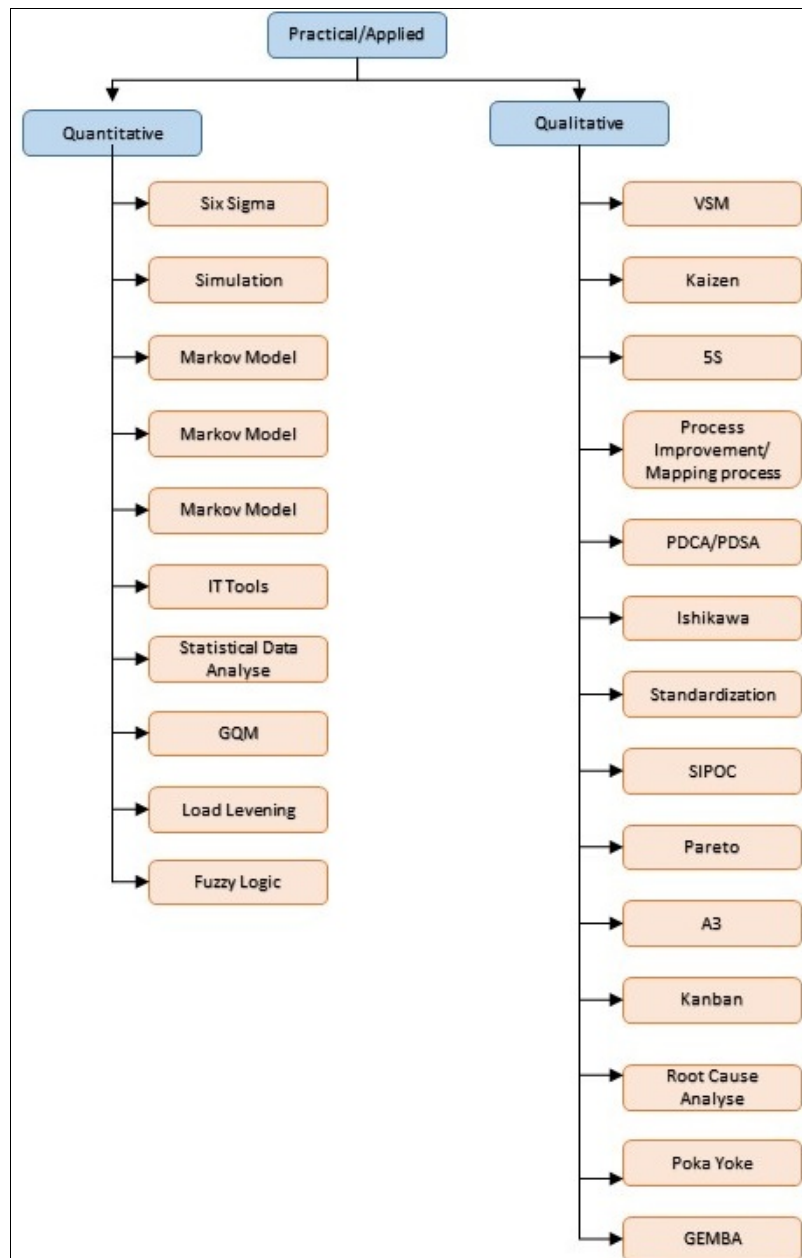 Practical/Applied
Quantitative
Six Sigma
Simulation
Markov Model
Markov Model
Markov Model
IT Tools
Statistical Data
Analyse
GQM
Load Levening
Fuzzy Logic
Qualitative
VSM
Kaizen
5S
Process
Improvement/
Mapping process
PDCA/PDSA
Ishikawa
Standardization
SIPOC
Pareto
A3
Kanban
Root Cause
Analyse
Poka Yoke
GEMBA